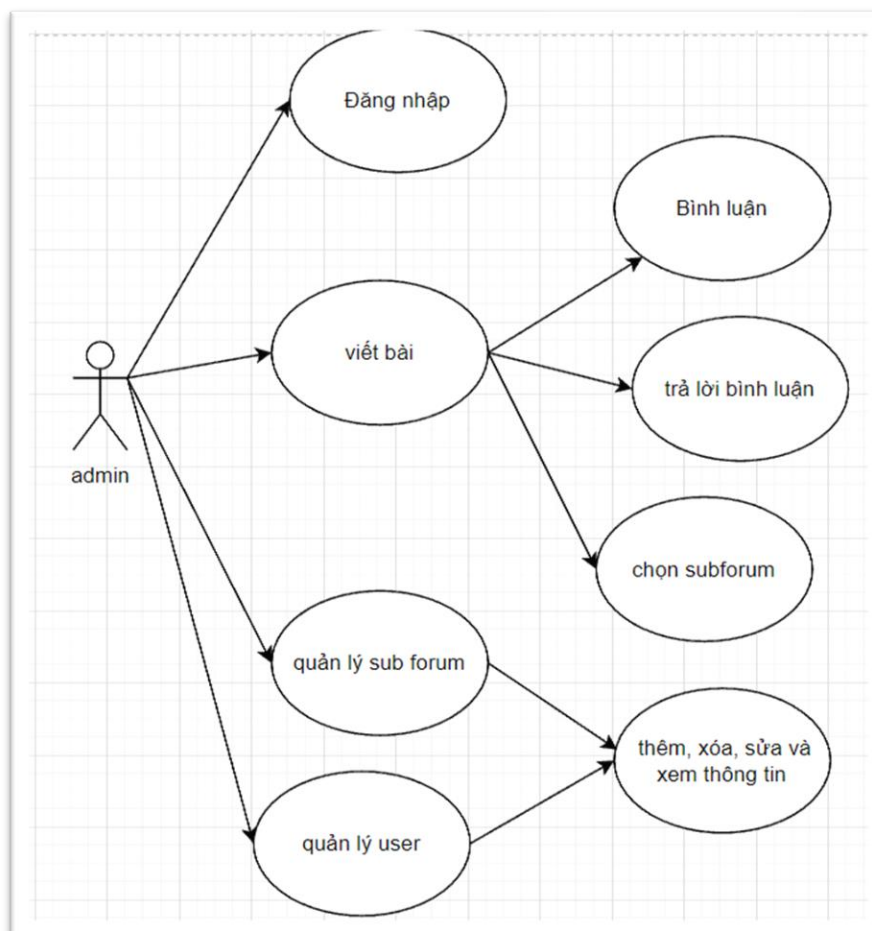 Đăng nhập
Bình luận
viết bài
trả lời bình luận
admin
chọn subforum
quản lý sub forum
thêm, xóa, sửa và
xem thông tin
quản lý user